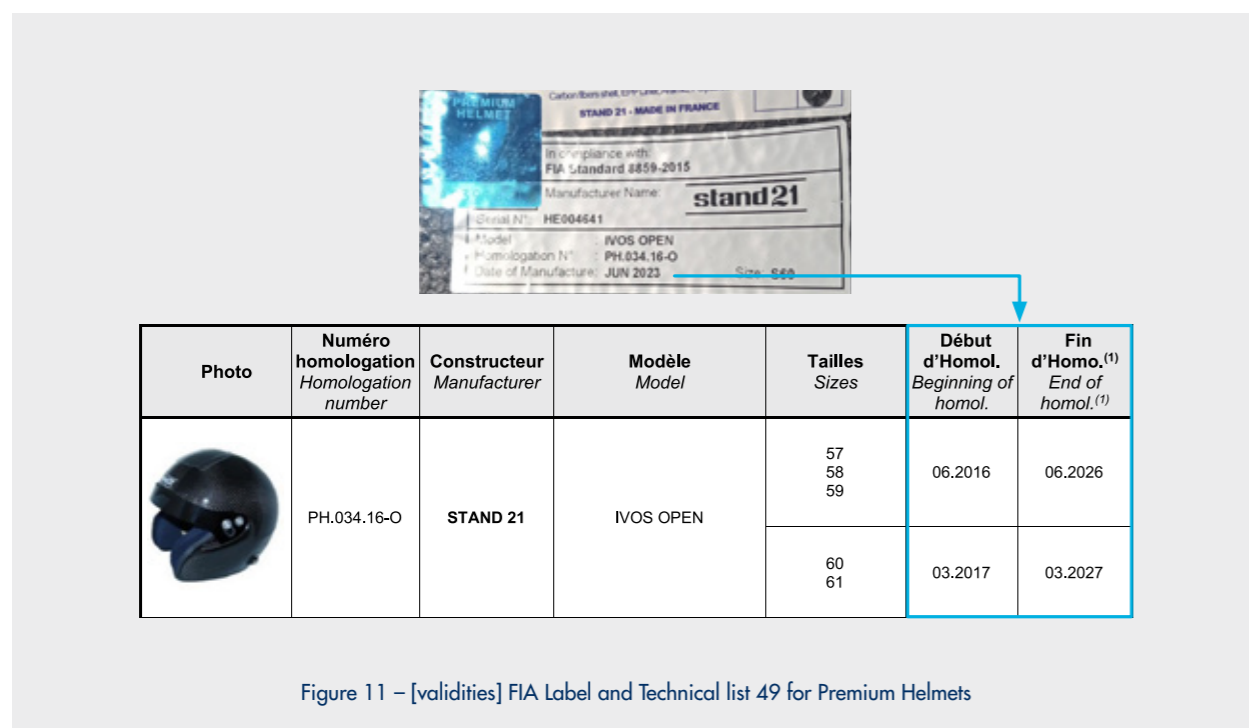 PREMIUM
HELMET
STAND 21 - MADE IN FRANCE
In compliance with:
FIA Standard 8859-2015
Manufacturer Name: stand21
Serial N°: HE004641
Model : IVOS OPEN
Homologation N° : PH.034.16-O
Date of Manufacture: JUN 2023 Size: S60
Photo
Numéro
homologation
Homologation
number
Constructeur
Manufacturer
Modèle
Model
Tailles
Sizes
Début
d'Homol.
Beginning of
homol.
Fin
d'Homo.(1)
End of
homol.(1)
PH.034.16-O
STAND 21
IVOS OPEN
57
58
59
06.2016
06.2026
60
61
03.2017
03.2027
Figure 11 – [validities] FIA Label and Technical list 49 for Premium Helmets